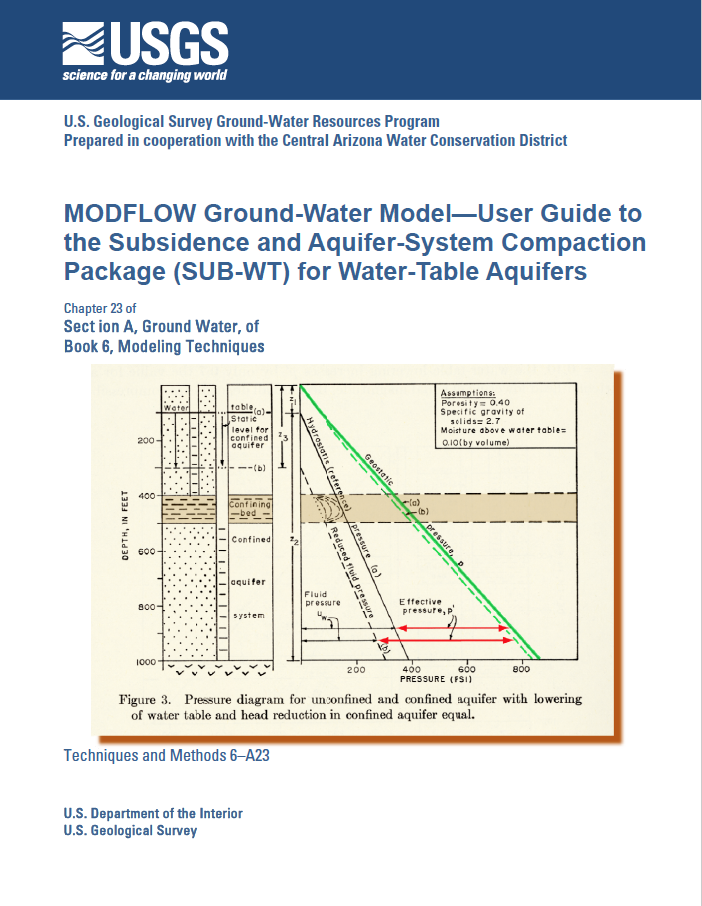 USGS
science for a changing world
U.S. Geological Survey Ground-Water Resources Program
Prepared in cooperation with the Central Arizona Water Conservation District
MODFLOW Ground-Water Model—User Guide to
the Subsidence and Aquifer-System Compaction
Package (SUB-WT) for Water-Table Aquifers
Chapter 23 of
Sect ion A, Ground Water, of
Book 6, Modeling Techniques
Water table (a)
Static
level for
confined
aquifer
(b)
Confining
bed
Confined
aquifer
system
DEPTH, IN FEET
200
400
600
800
1000
z1
z3
z2
Hydrostatic (reference) pressure (a)
Reduced fluid pressure (b)
Geostatic pressure, p
(a)
(b)
Assumptions:
Porosity = 0.40
Specific gravity of
solids = 2.7
Moisture above water table =
0.10 (by volume)
Fluid
pressure
uw
Effective
pressure, p'
200 400 600 800
PRESSURE (FSI)
Figure 3. Pressure diagram for unconfined and confined aquifer with lowering
of water table and head reduction in confined aquifer equal.
Techniques and Methods 6–A23
U.S. Department of the Interior
U.S. Geological Survey